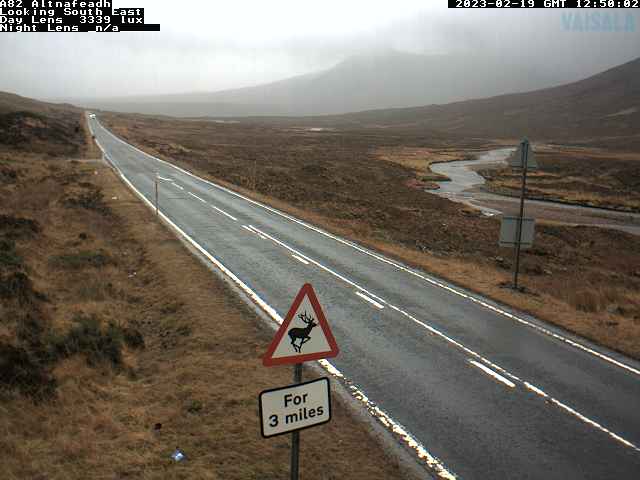 A82 Altnafeadh
Looking South East
Day Lens 3339 lux
Night Lens n/a
2023-02-19 GMT 12:50:02
VAISALA
For
3 miles